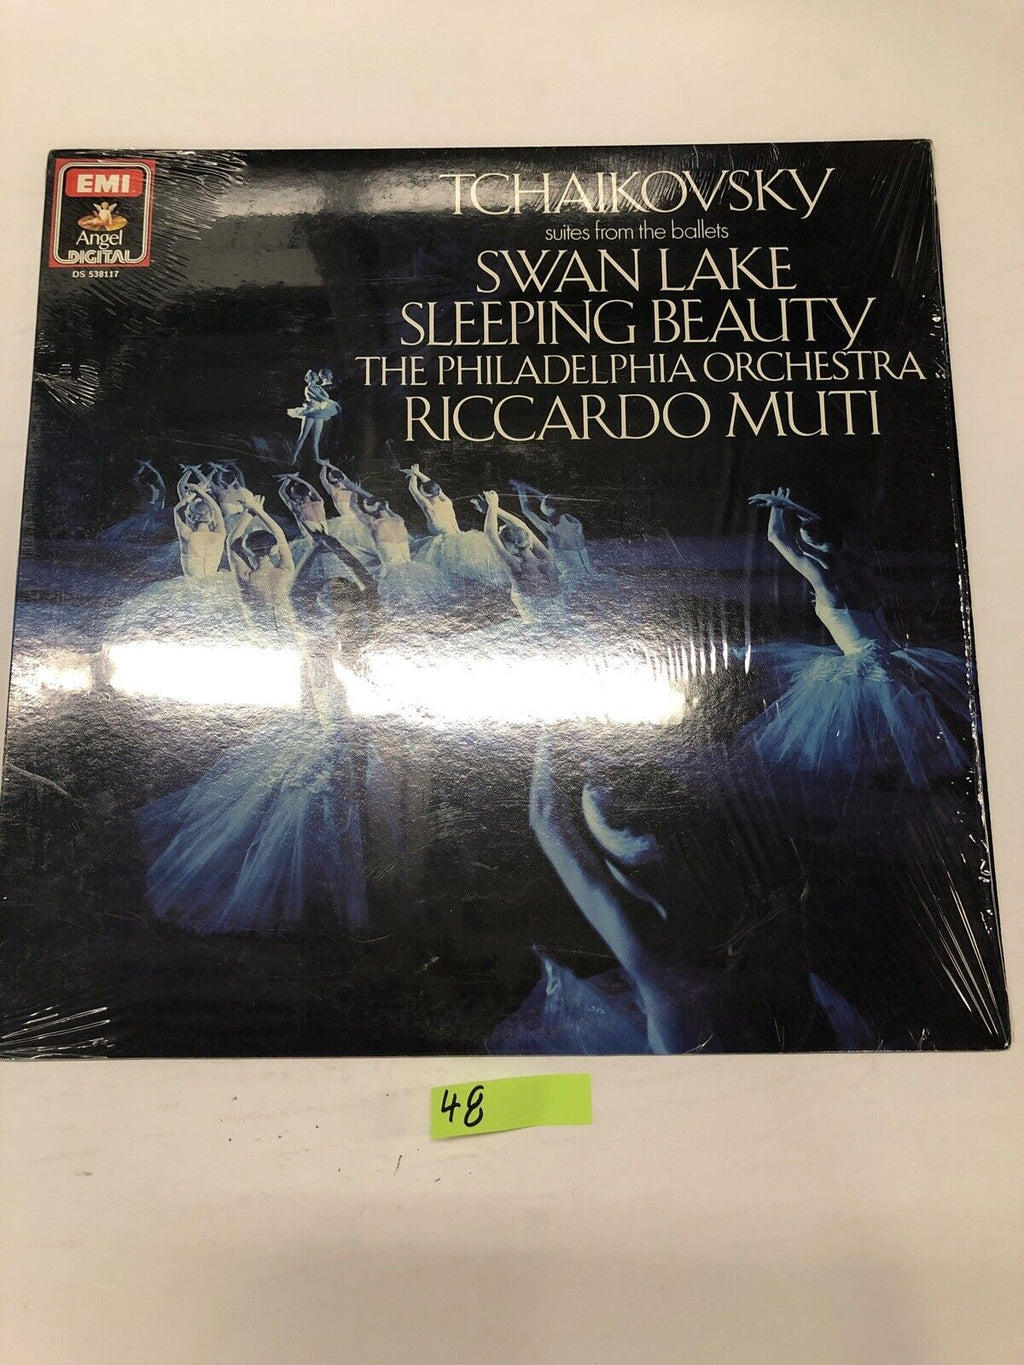 EMI
Angel
DIGITAL
DS 538117
TCHAIKOVSKY
suites from the ballets
SWAN LAKE
SLEEPING BEAUTY
THE PHILADELPHIA ORCHESTRA
RICCARDO MUTI
48